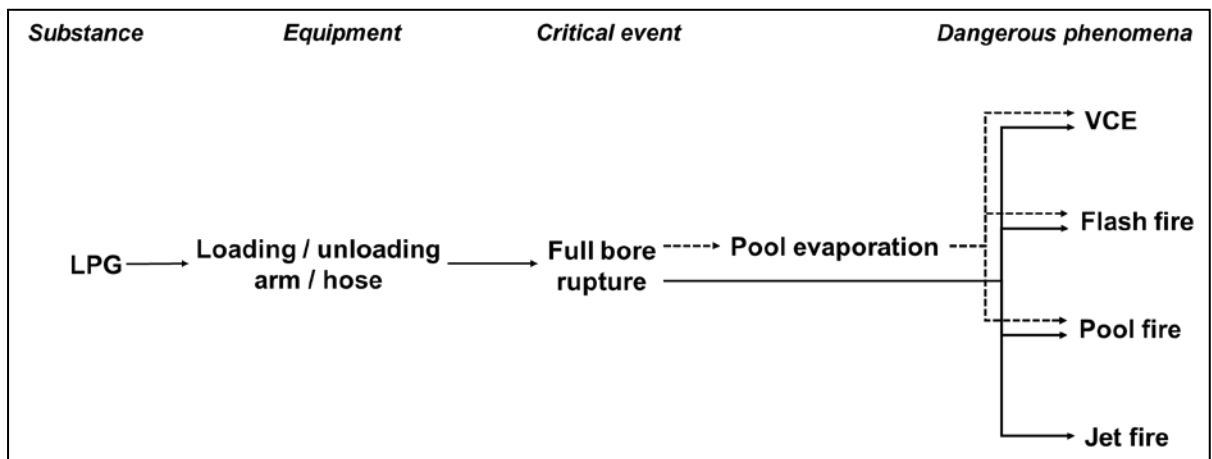 Substance Equipment Critical event Dangerous phenomena
VCE
Flash fire
LPG
Loading / unloading
arm / hose
Full bore
rupture
Pool evaporation
Pool fire
Jet fire